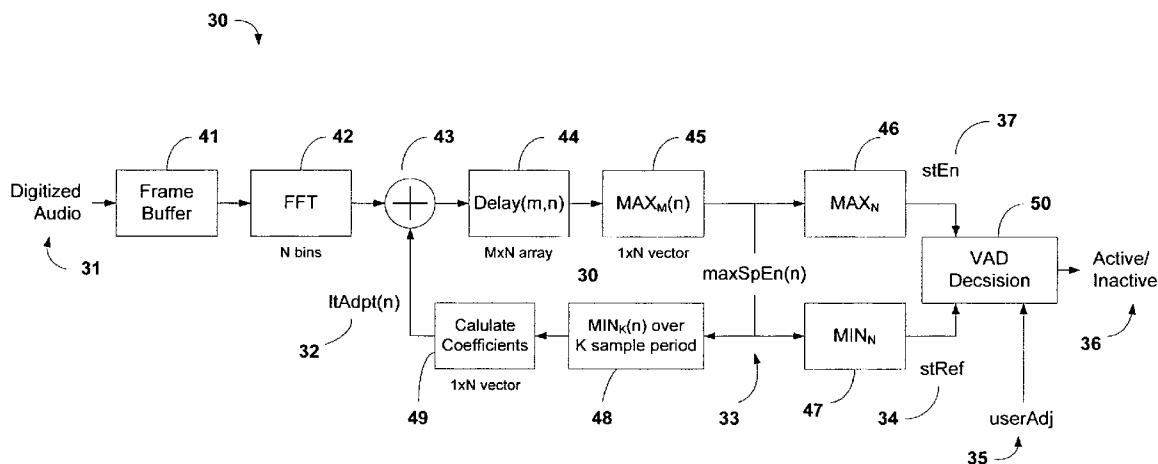 30
41
42
43
44
45
46
37
stEn
50
Digitized
Audio
Frame
Buffer
FFT
Delay(m,n)
MAXM(n)
MAXN
N bins
MxN array
1xN vector
VAD
Decsision
Active/
Inactive
31
30
maxSpEn(n)
ltAdpt(n)
32
Calulate
Coefficients
MINK(n) over
K sample period
MINN
36
1xN vector
stRef
49
48
33
47
34
userAdj
35